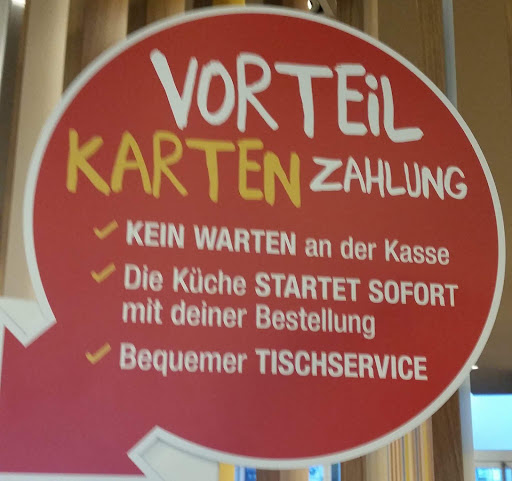 VORTEiL
KARTEN ZAHLUNG
KEIN WARTEN an der Kasse
Die Küche STARTET SOFORT
mit deiner Bestellung
Bequemer TISCHSERVICE